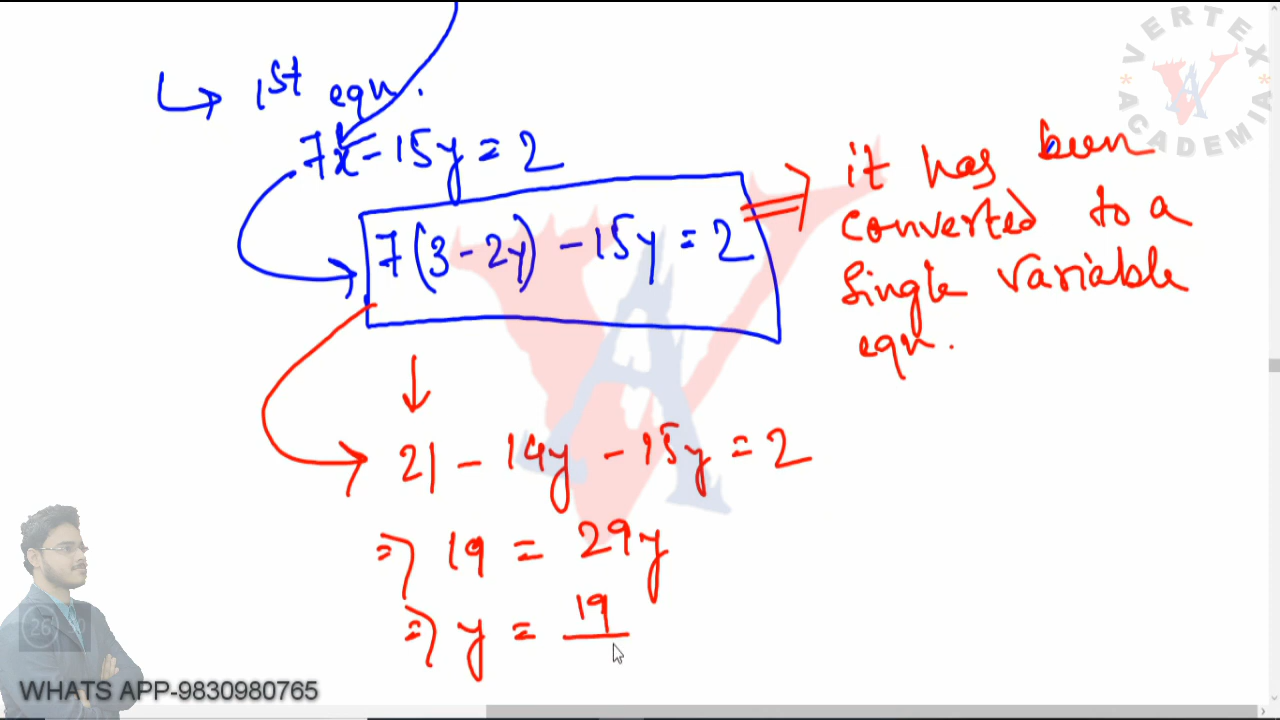 VERTEX
ACADEMIA
↳ 1st eqn.
7x - 15y = 2
7(3 - 2y) - 15y = 2
⇒ it has been
converted to a
single variable
eqn.
21 - 14y - 15y = 2
⇒ 19 = 29y
⇒ y = 19/
WHATS APP-9830980765